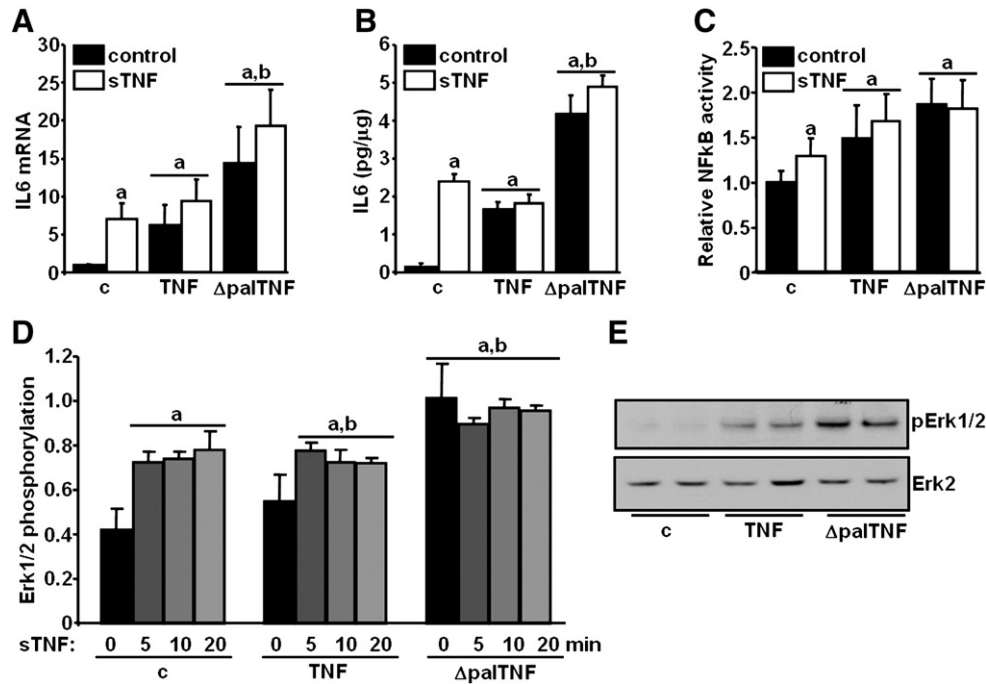 A
30
25
20
15
10
5
0
IL6 mRNA
control
sTNF
a
a
a,b
c TNF ΔpalTNF
B
6
5
4
3
2
1
0
IL6 (pg/µg)
control
sTNF
a
a
a,b
c TNF ΔpalTNF
C
2.5
2.0
1.5
1.0
0.5
0
Relative NFkB activity
control
sTNF
a
a
a
c TNF ΔpalTNF
D
1.2
1.0
0.8
0.6
0.4
0.2
0
Erk1/2 phosphorylation
a
a,b
a,b
sTNF: 0 5 10 20 0 5 10 20 0 5 10 20 min
c TNF ΔpalTNF
E
pErk1/2
Erk2
c TNF ΔpalTNF